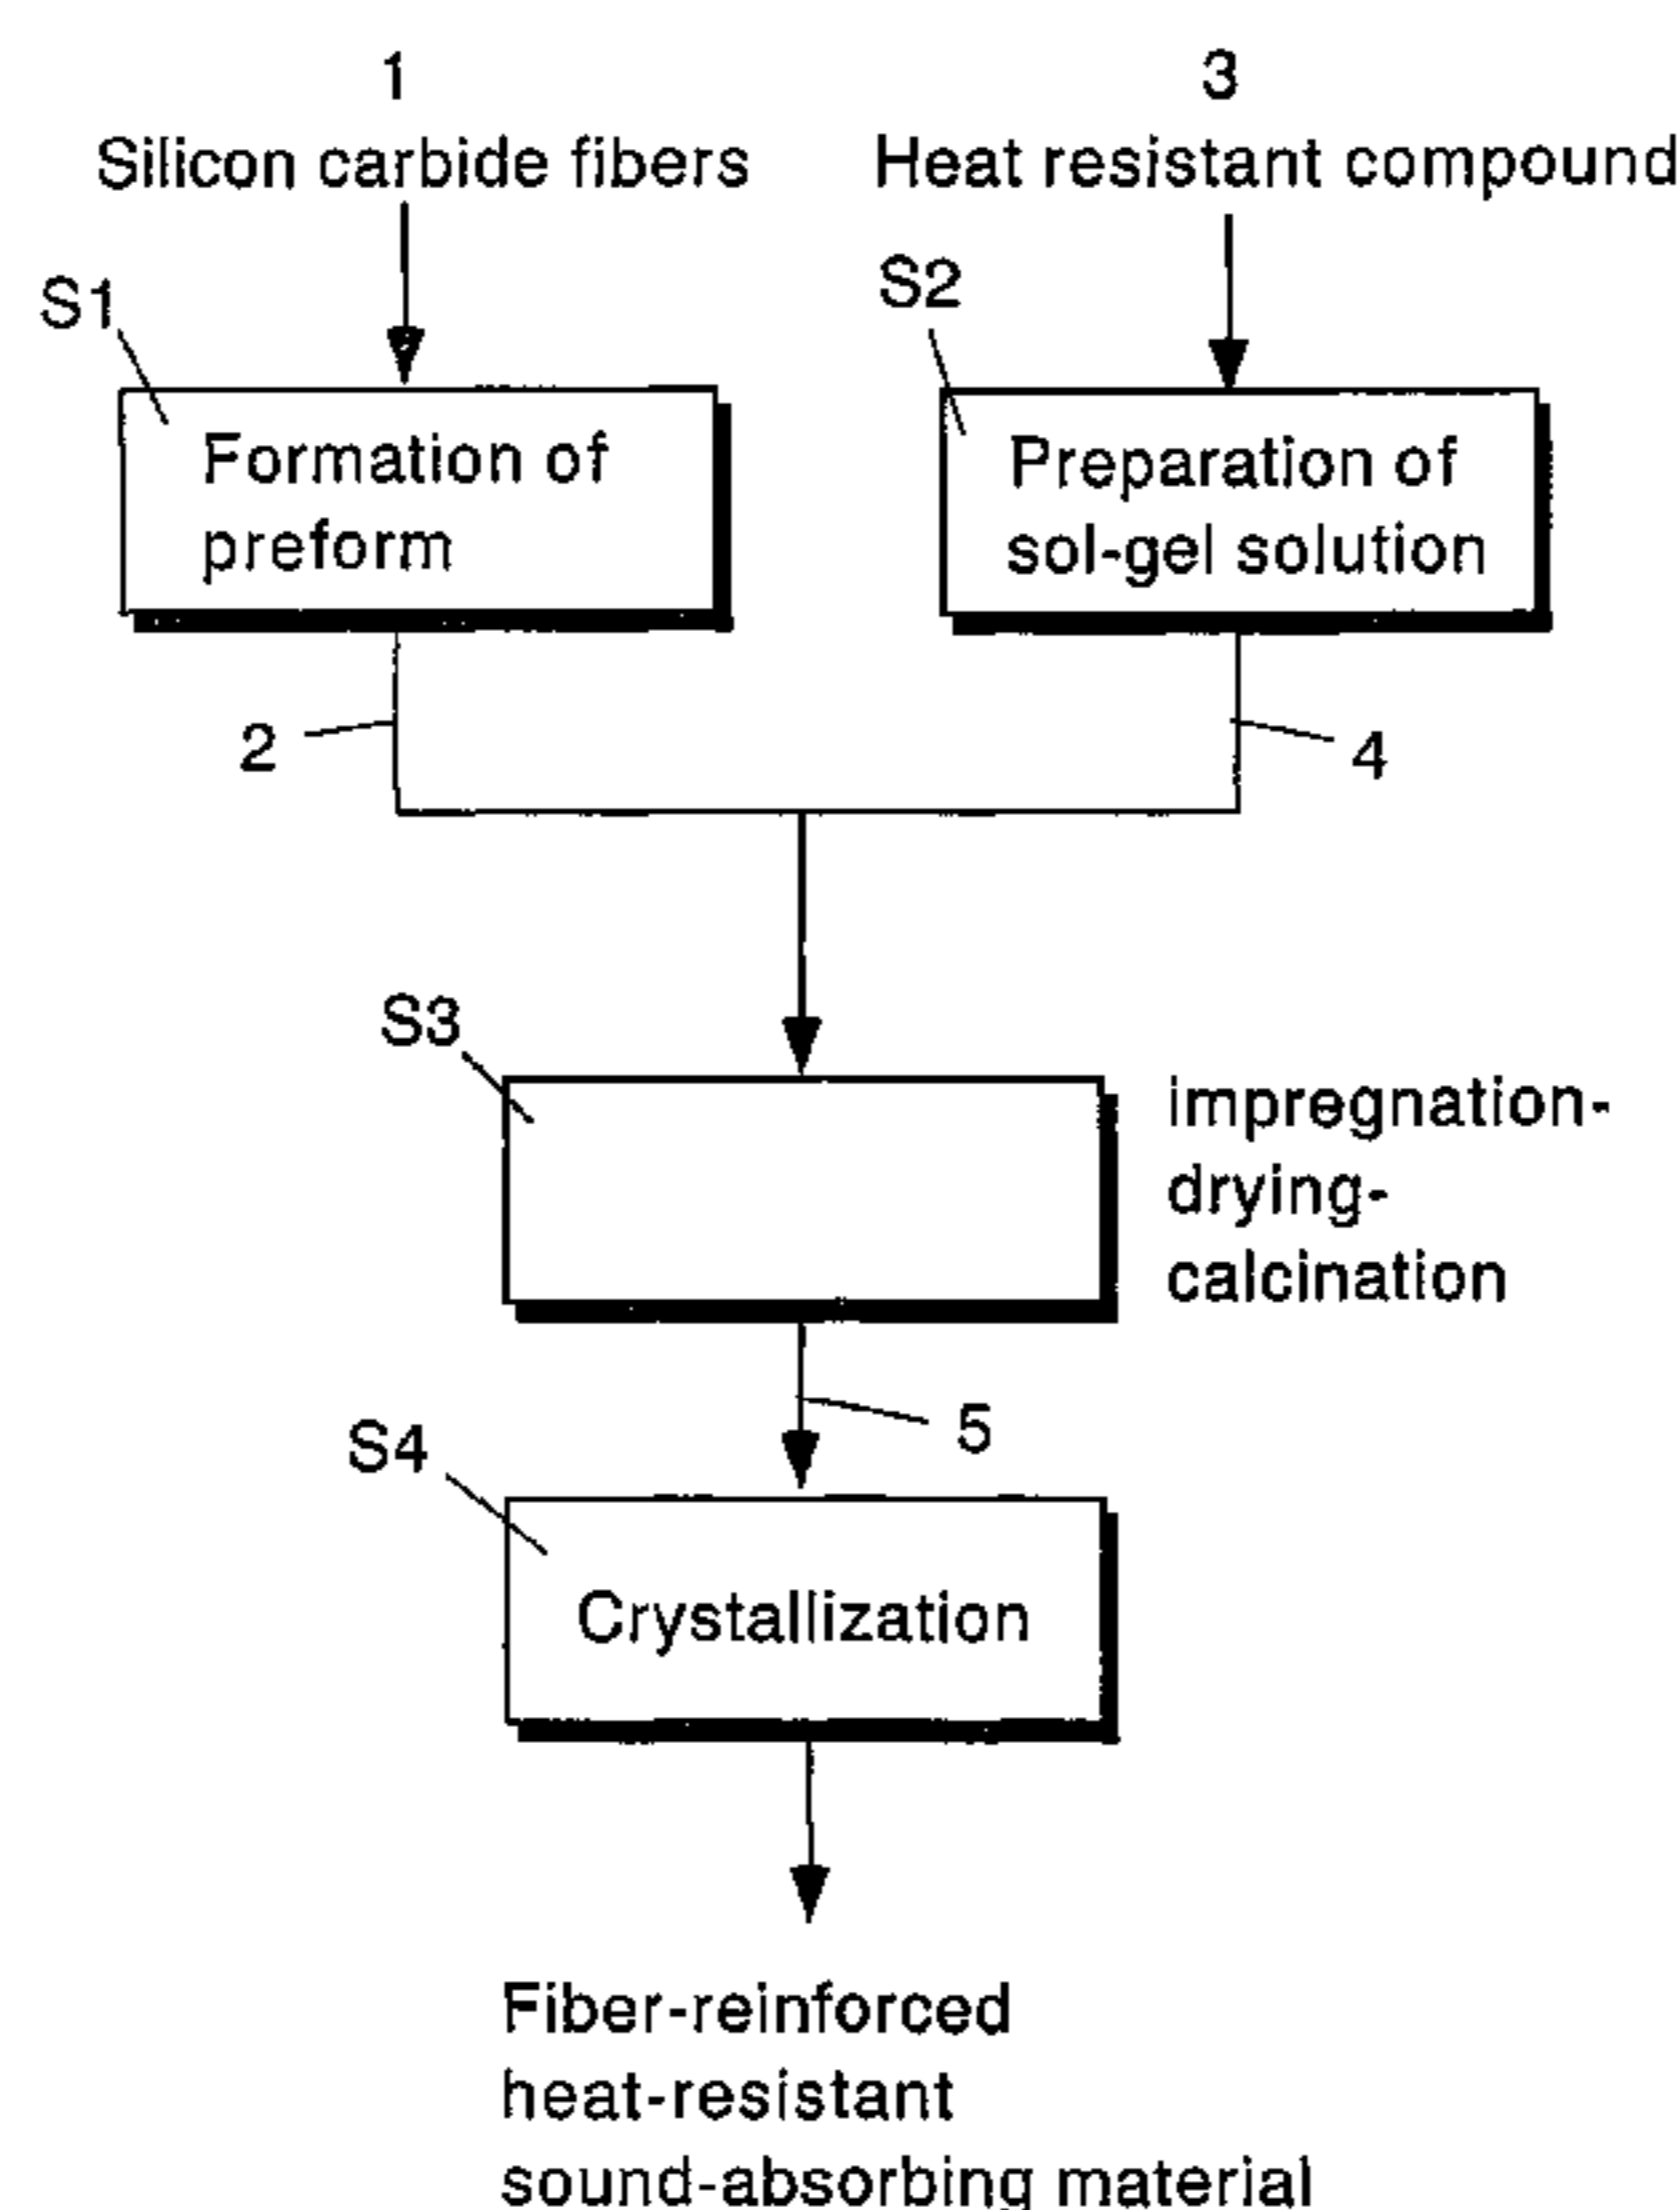 1
Silicon carbide fibers
3
Heat resistant compound
S1
Formation of
preform
S2
Preparation of
sol-gel solution
2
4
S3
impregnation-
drying-
calcination
5
S4
Crystallization
Fiber-reinforced
heat-resistant
sound-absorbing material